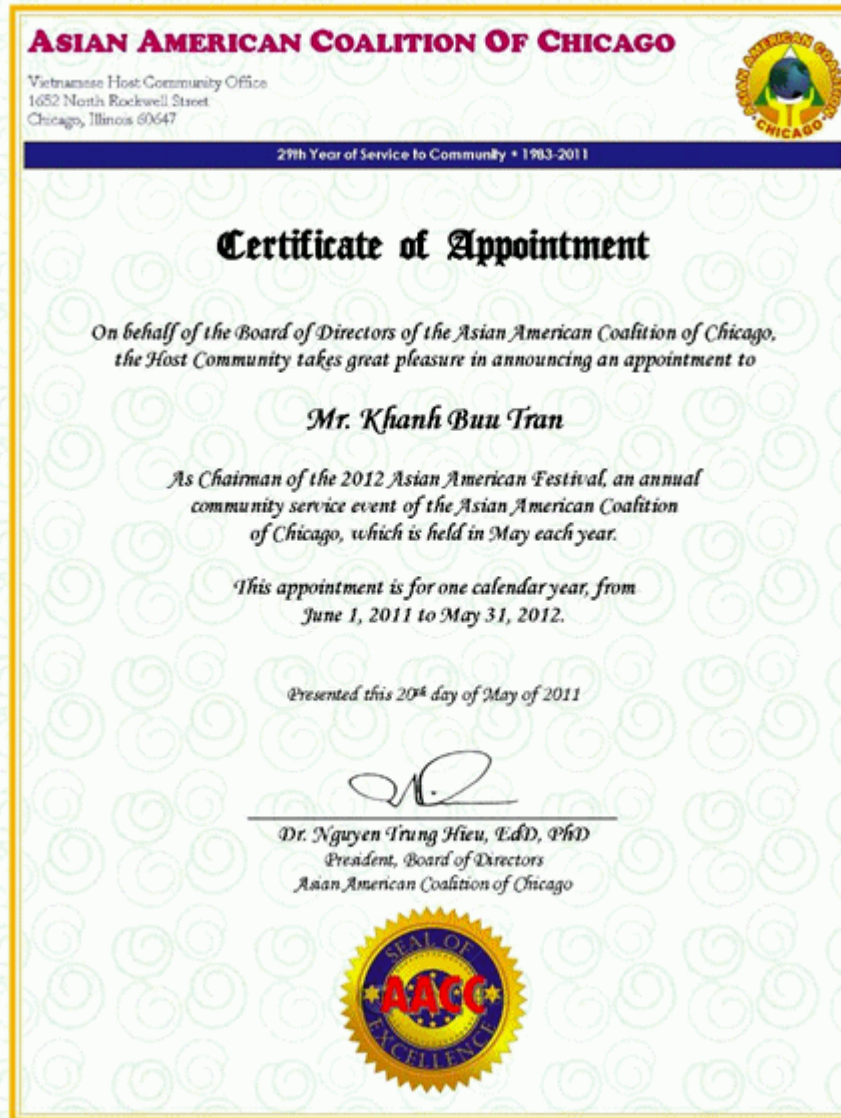 ASIAN AMERICAN COALITION OF CHICAGO
Vietnamese Host Community Office
1652 North Rockwell Street
Chicago, Illinois 60647
ASIAN AMERICAN COALITION
CHICAGO
29th Year of Service to Community • 1983-2011
Certificate of Appointment
On behalf of the Board of Directors of the Asian American Coalition of Chicago,
the Host Community takes great pleasure in announcing an appointment to
Mr. Khanh Buu Tran
As Chairman of the 2012 Asian American Festival, an annual
community service event of the Asian American Coalition
of Chicago, which is held in May each year.
This appointment is for one calendar year, from
June 1, 2011 to May 31, 2012.
Presented this 20th day of May of 2011
Dr. Nguyen Trung Hieu, EdD, PhD
President, Board of Directors
Asian American Coalition of Chicago
SEAL OF
AACC
EXCELLENCE